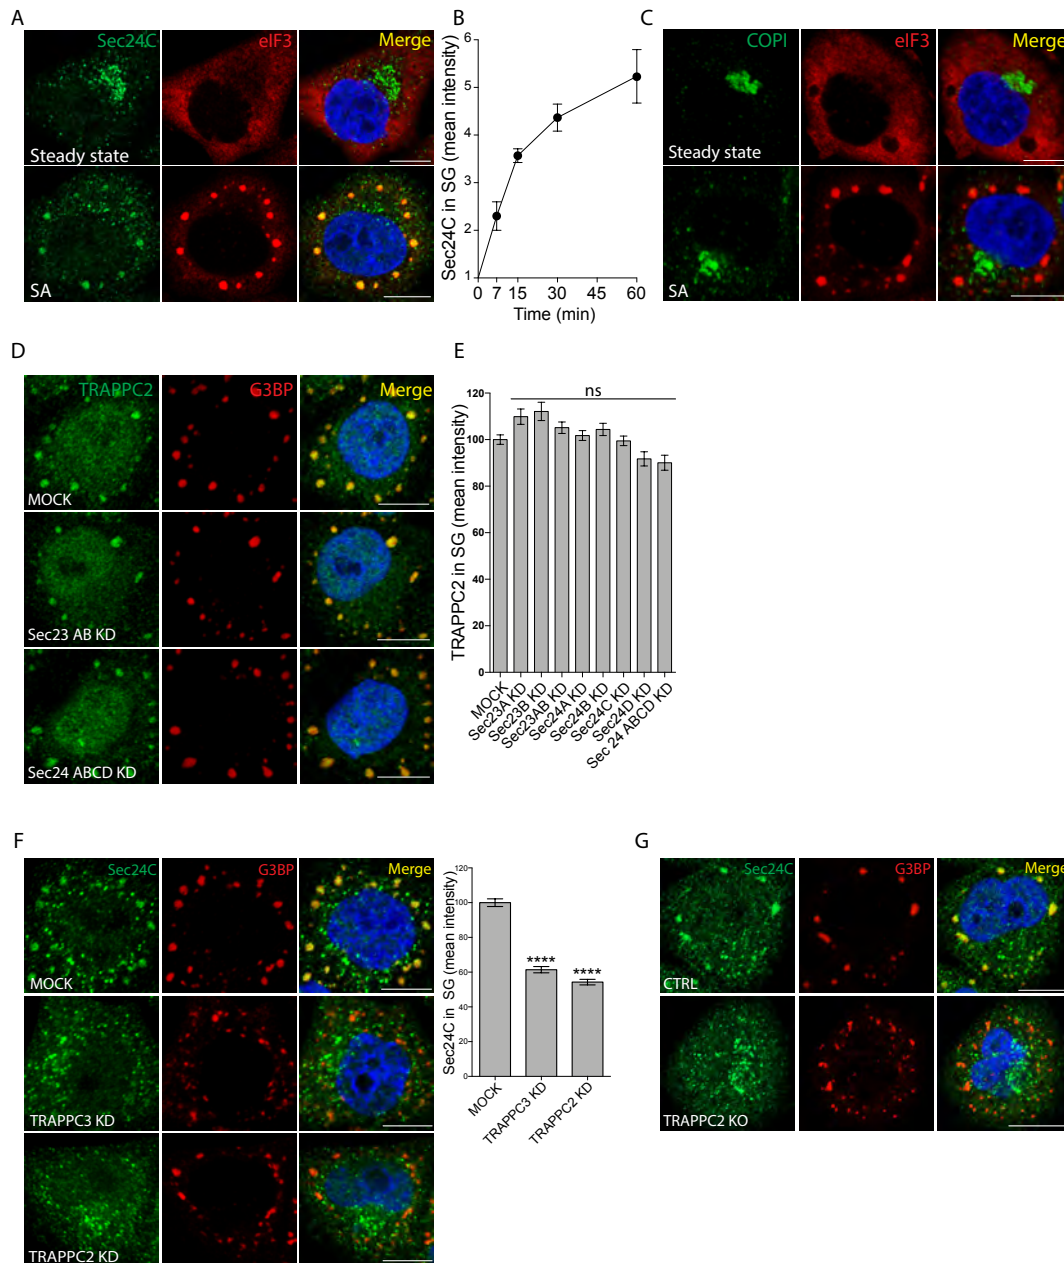 A
Sec24C
eIF3
Merge
Steady state
SA
B
Sec24C in SG (mean intensity)
6
5
4
3
2
1
0 7 15 30 45 60
Time (min)
C
COPI
eIF3
Merge
Steady state
SA
D
TRAPPC2
G3BP
Merge
MOCK
Sec23 AB KD
Sec24 ABCD KD
E
ns
TRAPPC2 in SG (mean intensity)
120
100
80
60
40
20
0
MOCK
Sec23A KD
Sec23B KD
Sec23AB KD
Sec24A KD
Sec24B KD
Sec24C KD
Sec24D KD
Sec 24 ABCD KD
F
Sec24C
G3BP
Merge
MOCK
TRAPPC3 KD
TRAPPC2 KD
Sec24C in SG (mean intensity)
120
100
80
60
40
20
0
****
****
MOCK
TRAPPC3 KD
TRAPPC2 KD
G
Sec24C
G3BP
Merge
CTRL
TRAPPC2 KO